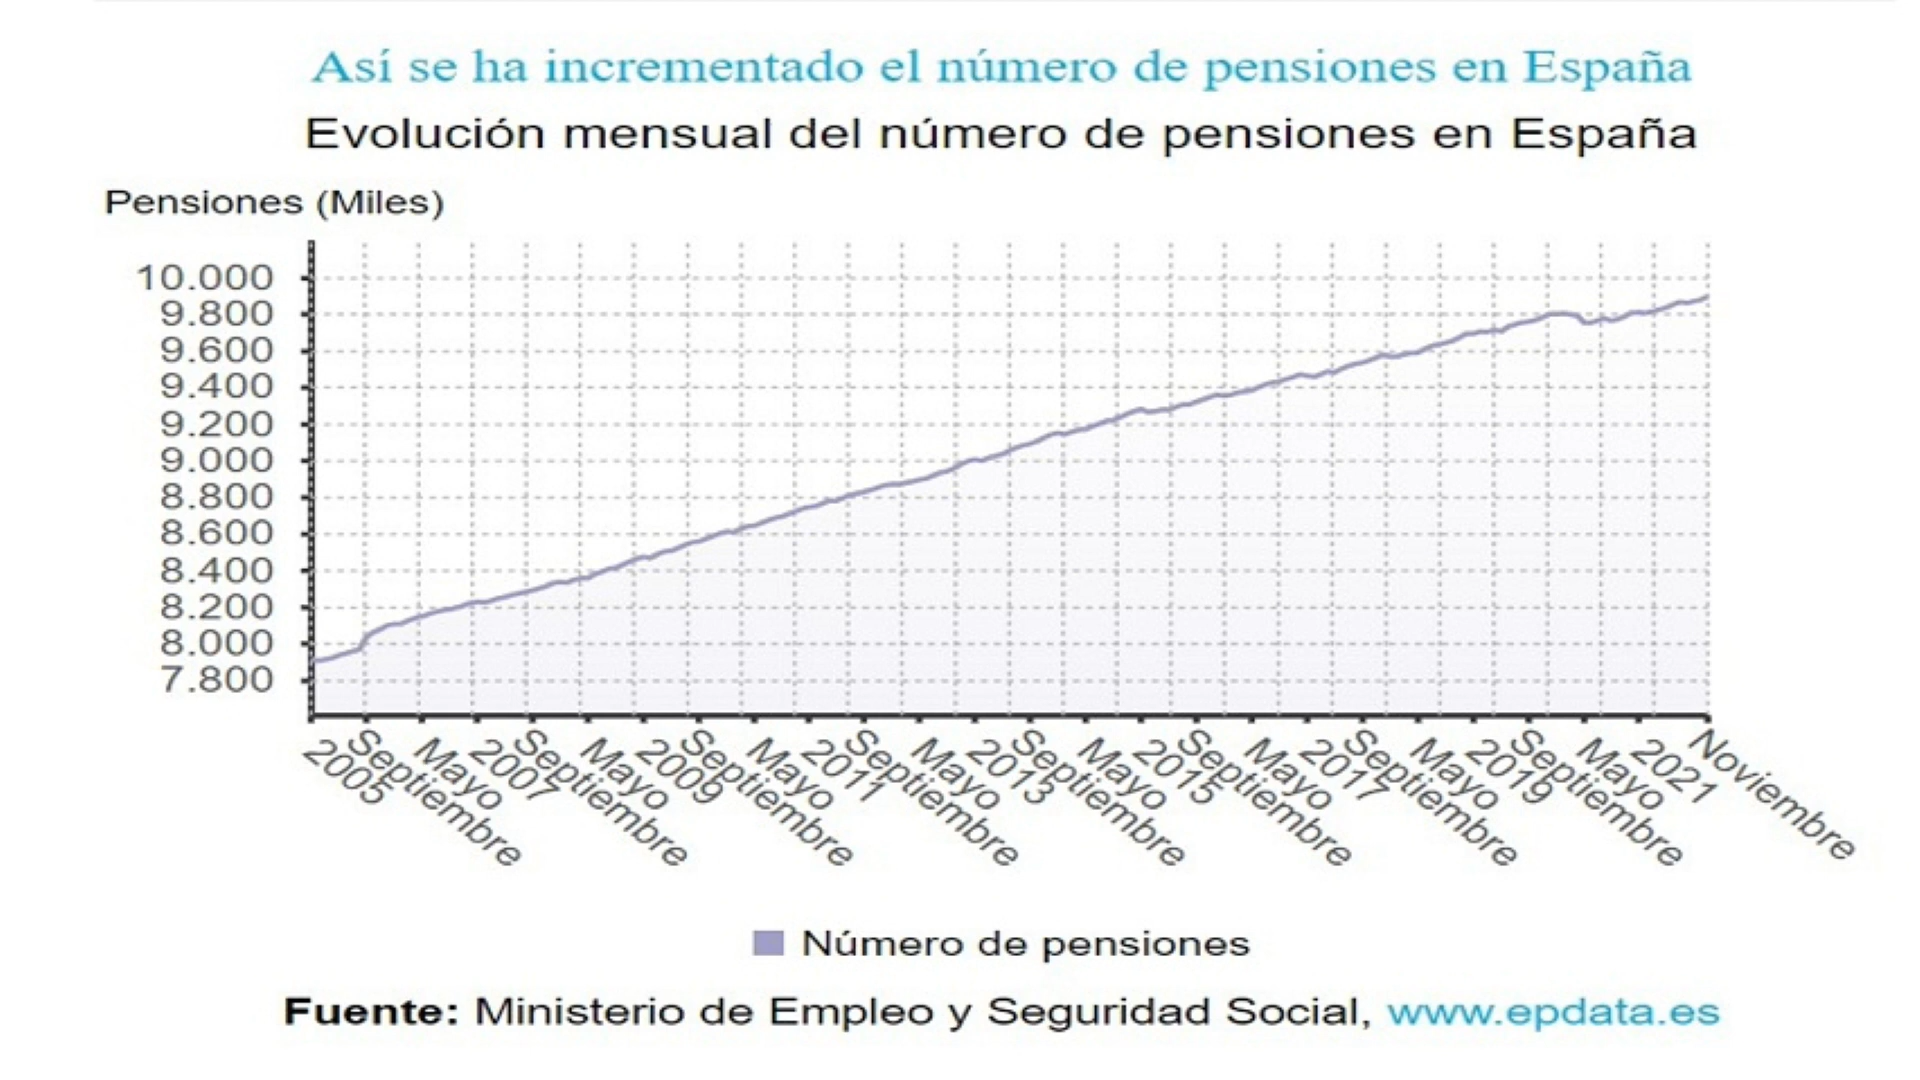 Así se ha incrementado el número de pensiones en España
Evolución mensual del número de pensiones en España
Pensiones (Miles)
10.000
9.800
9.600
9.400
9.200
9.000
8.800
8.600
8.400
8.200
8.000
7.800
2005
Septiembre
Mayo
2007
Septiembre
Mayo
2009
Septiembre
Mayo
2011
Septiembre
Mayo
2013
Septiembre
Mayo
2015
Septiembre
Mayo
2017
Septiembre
Mayo
2019
Septiembre
Mayo
2021
Noviembre
Número de pensiones
Fuente: Ministerio de Empleo y Seguridad Social, www.epdata.es